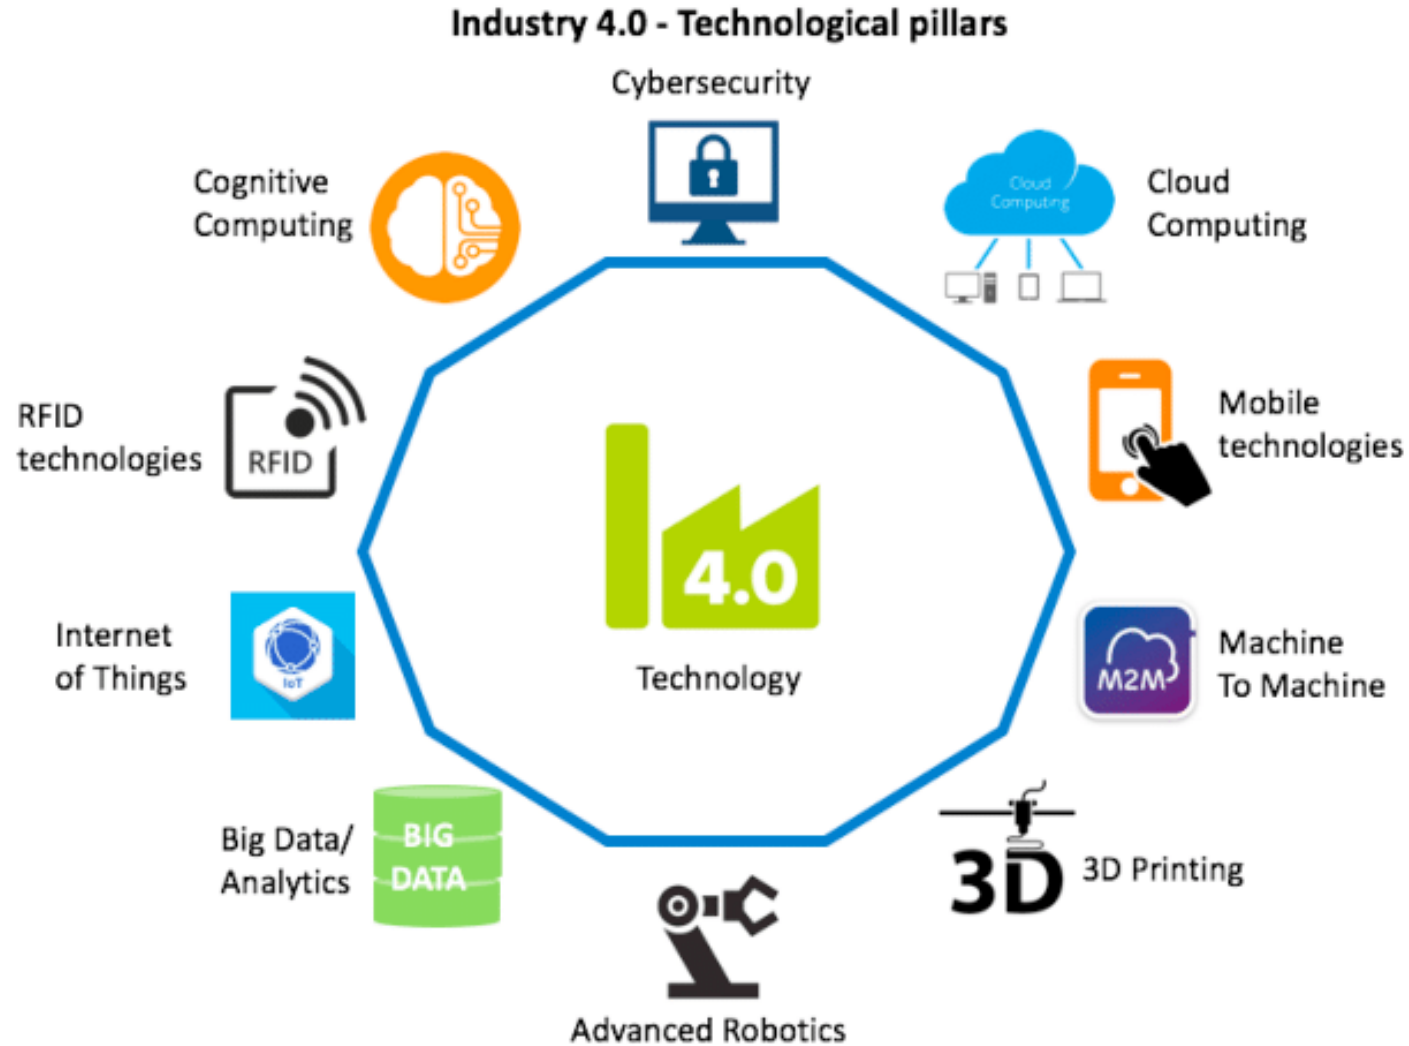 Industry 4.0 - Technological pillars
Cybersecurity
Cognitive
Computing
Cloud
Computing
Cloud
Computing
RFID
technologies
RFID
Mobile
technologies
4.0
Technology
Internet
of Things
IoT
M2M
Machine
To Machine
Big Data/
Analytics
BIG
DATA
3D
3D Printing
Advanced Robotics